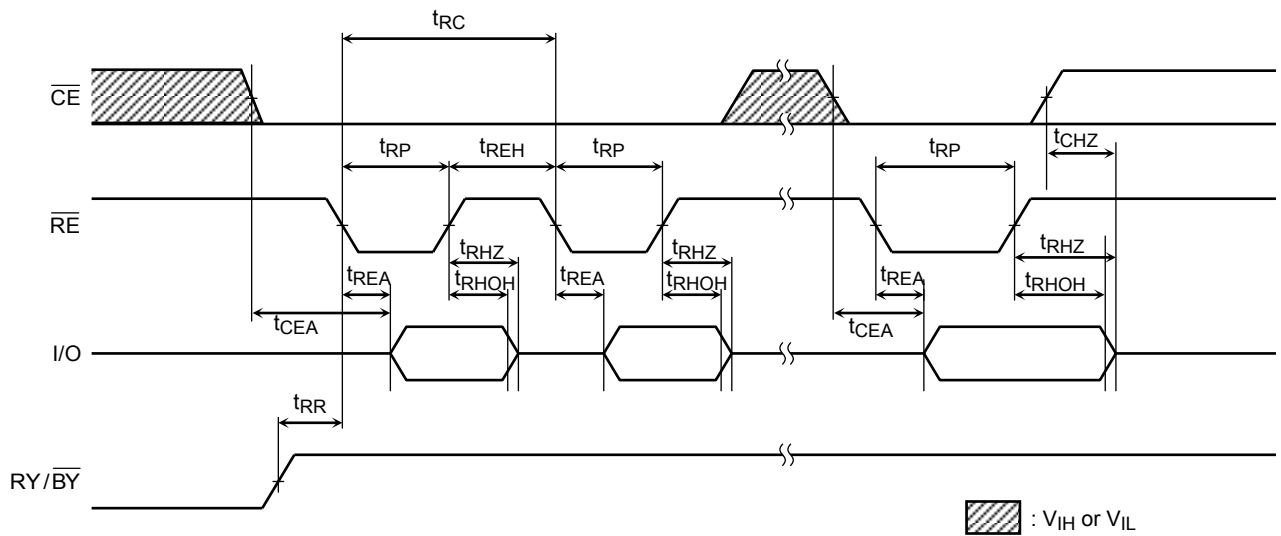 tRC
CE
tCHZ
tRP tREH tRP tRP
RE
tRHZ tRHZ tRHZ
tREA tREA tREA
tRHOH tRHOH tRHOH
tCEA tCEA
I/O
tRR
RY/BY
: VIH or VIL